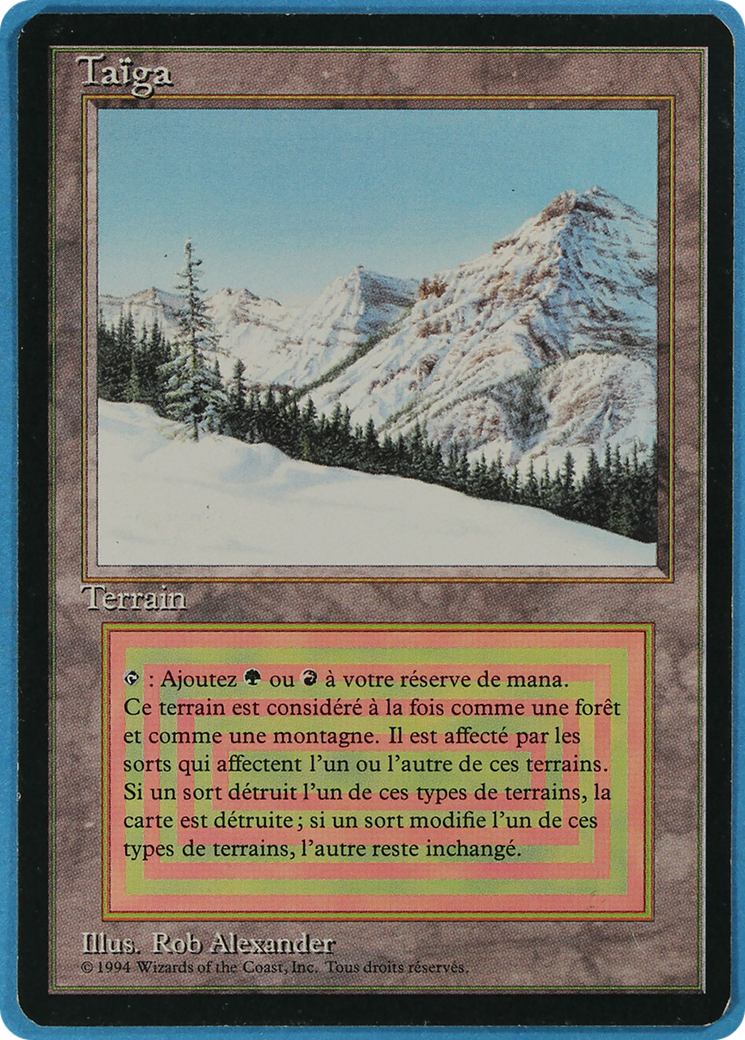 Taïga
Terrain
: Ajoutez ou à votre réserve de mana.
Ce terrain est considéré à la fois comme une forêt
et comme une montagne. Il est affecté par les
sorts qui affectent l'un ou l'autre de ces terrains.
Si un sort détruit l'un de ces types de terrains, la
carte est détruite ; si un sort modifie l'un de ces
types de terrains, l'autre reste inchangé.
Illus. Rob Alexander
© 1994 Wizards of the Coast, Inc. Tous droits réservés.